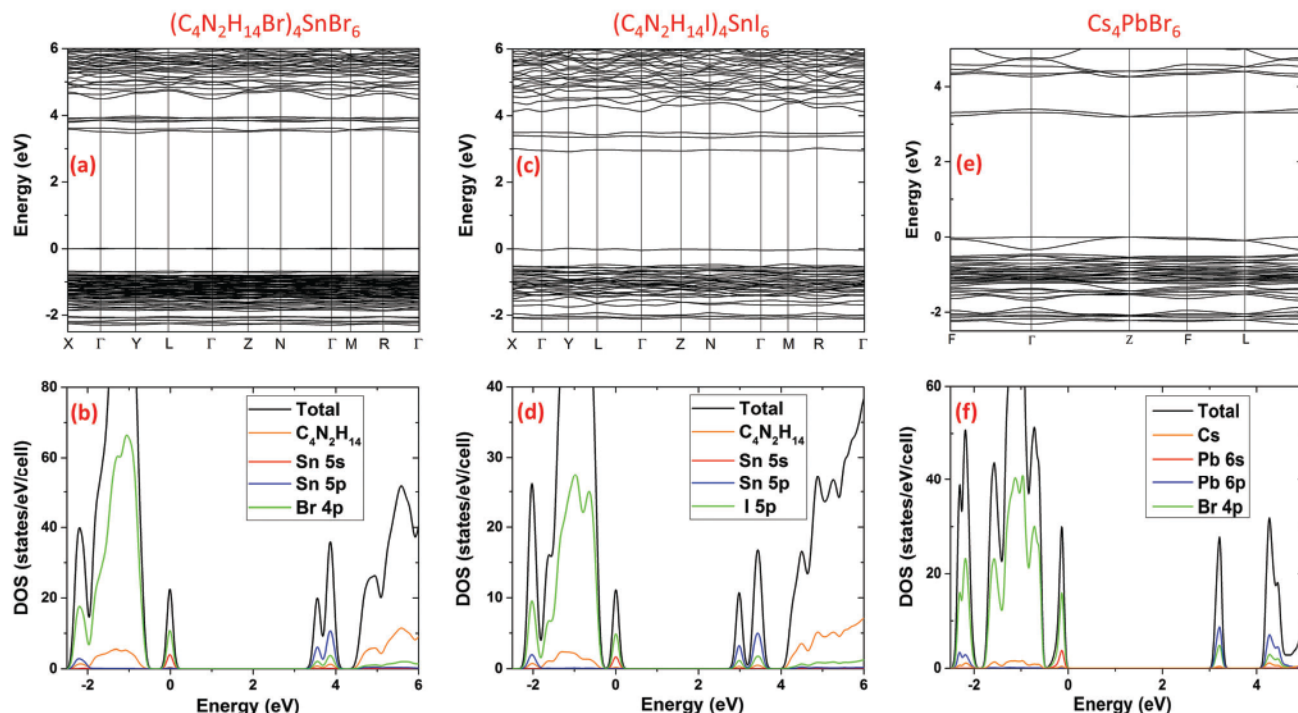 (C₄N₂H₁₄Br)₄SnBr₆
(C₄N₂H₁₄I)₄SnI₆
Cs₄PbBr₆
Energy (eV)
6
4
2
0
-2
(a)
X Γ Y L Γ Z N Γ M R Γ
Energy (eV)
6
4
2
0
-2
(c)
X Γ Y L Γ Z N Γ M R Γ
Energy (eV)
4
2
0
-2
(e)
F Γ Z F L
DOS (states/eV/cell)
80
60
40
20
0
(b)
Total
C₄N₂H₁₄
Sn 5s
Sn 5p
Br 4p
-2 0 2 4 6
Energy (eV)
DOS (states/eV/cell)
40
30
20
10
0
(d)
Total
C₄N₂H₁₄
Sn 5s
Sn 5p
I 5p
-2 0 2 4 6
Energy (eV)
DOS (states/eV/cell)
60
40
20
0
(f)
Total
Cs
Pb 6s
Pb 6p
Br 4p
-2 0 2 4
Energy (eV)